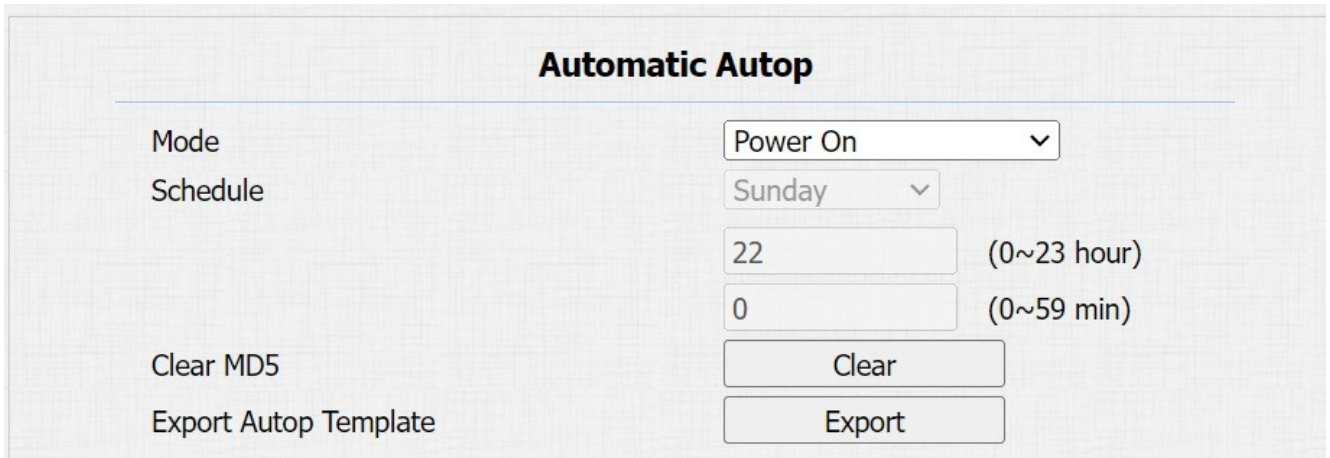 Automatic Autop
Mode Power On
Schedule Sunday
22 (0~23 hour)
0 (0~59 min)
Clear MD5 Clear
Export Autop Template Export